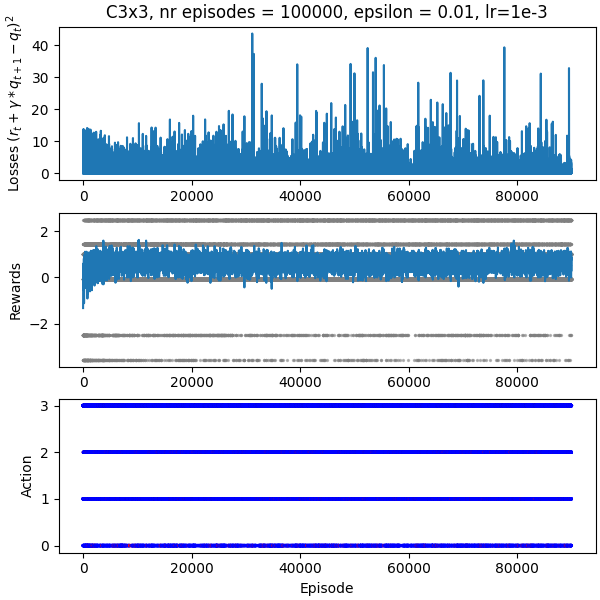 C3x3, nr episodes = 100000, epsilon = 0.01, lr=1e-3
Losses $(r_t + \gamma * q_{t+1} - q_t)^2$
40
30
20
10
0
0 20000 40000 60000 80000
Rewards
2
0
−2
0 20000 40000 60000 80000
Action
3
2
1
0
0 20000 40000 60000 80000
Episode